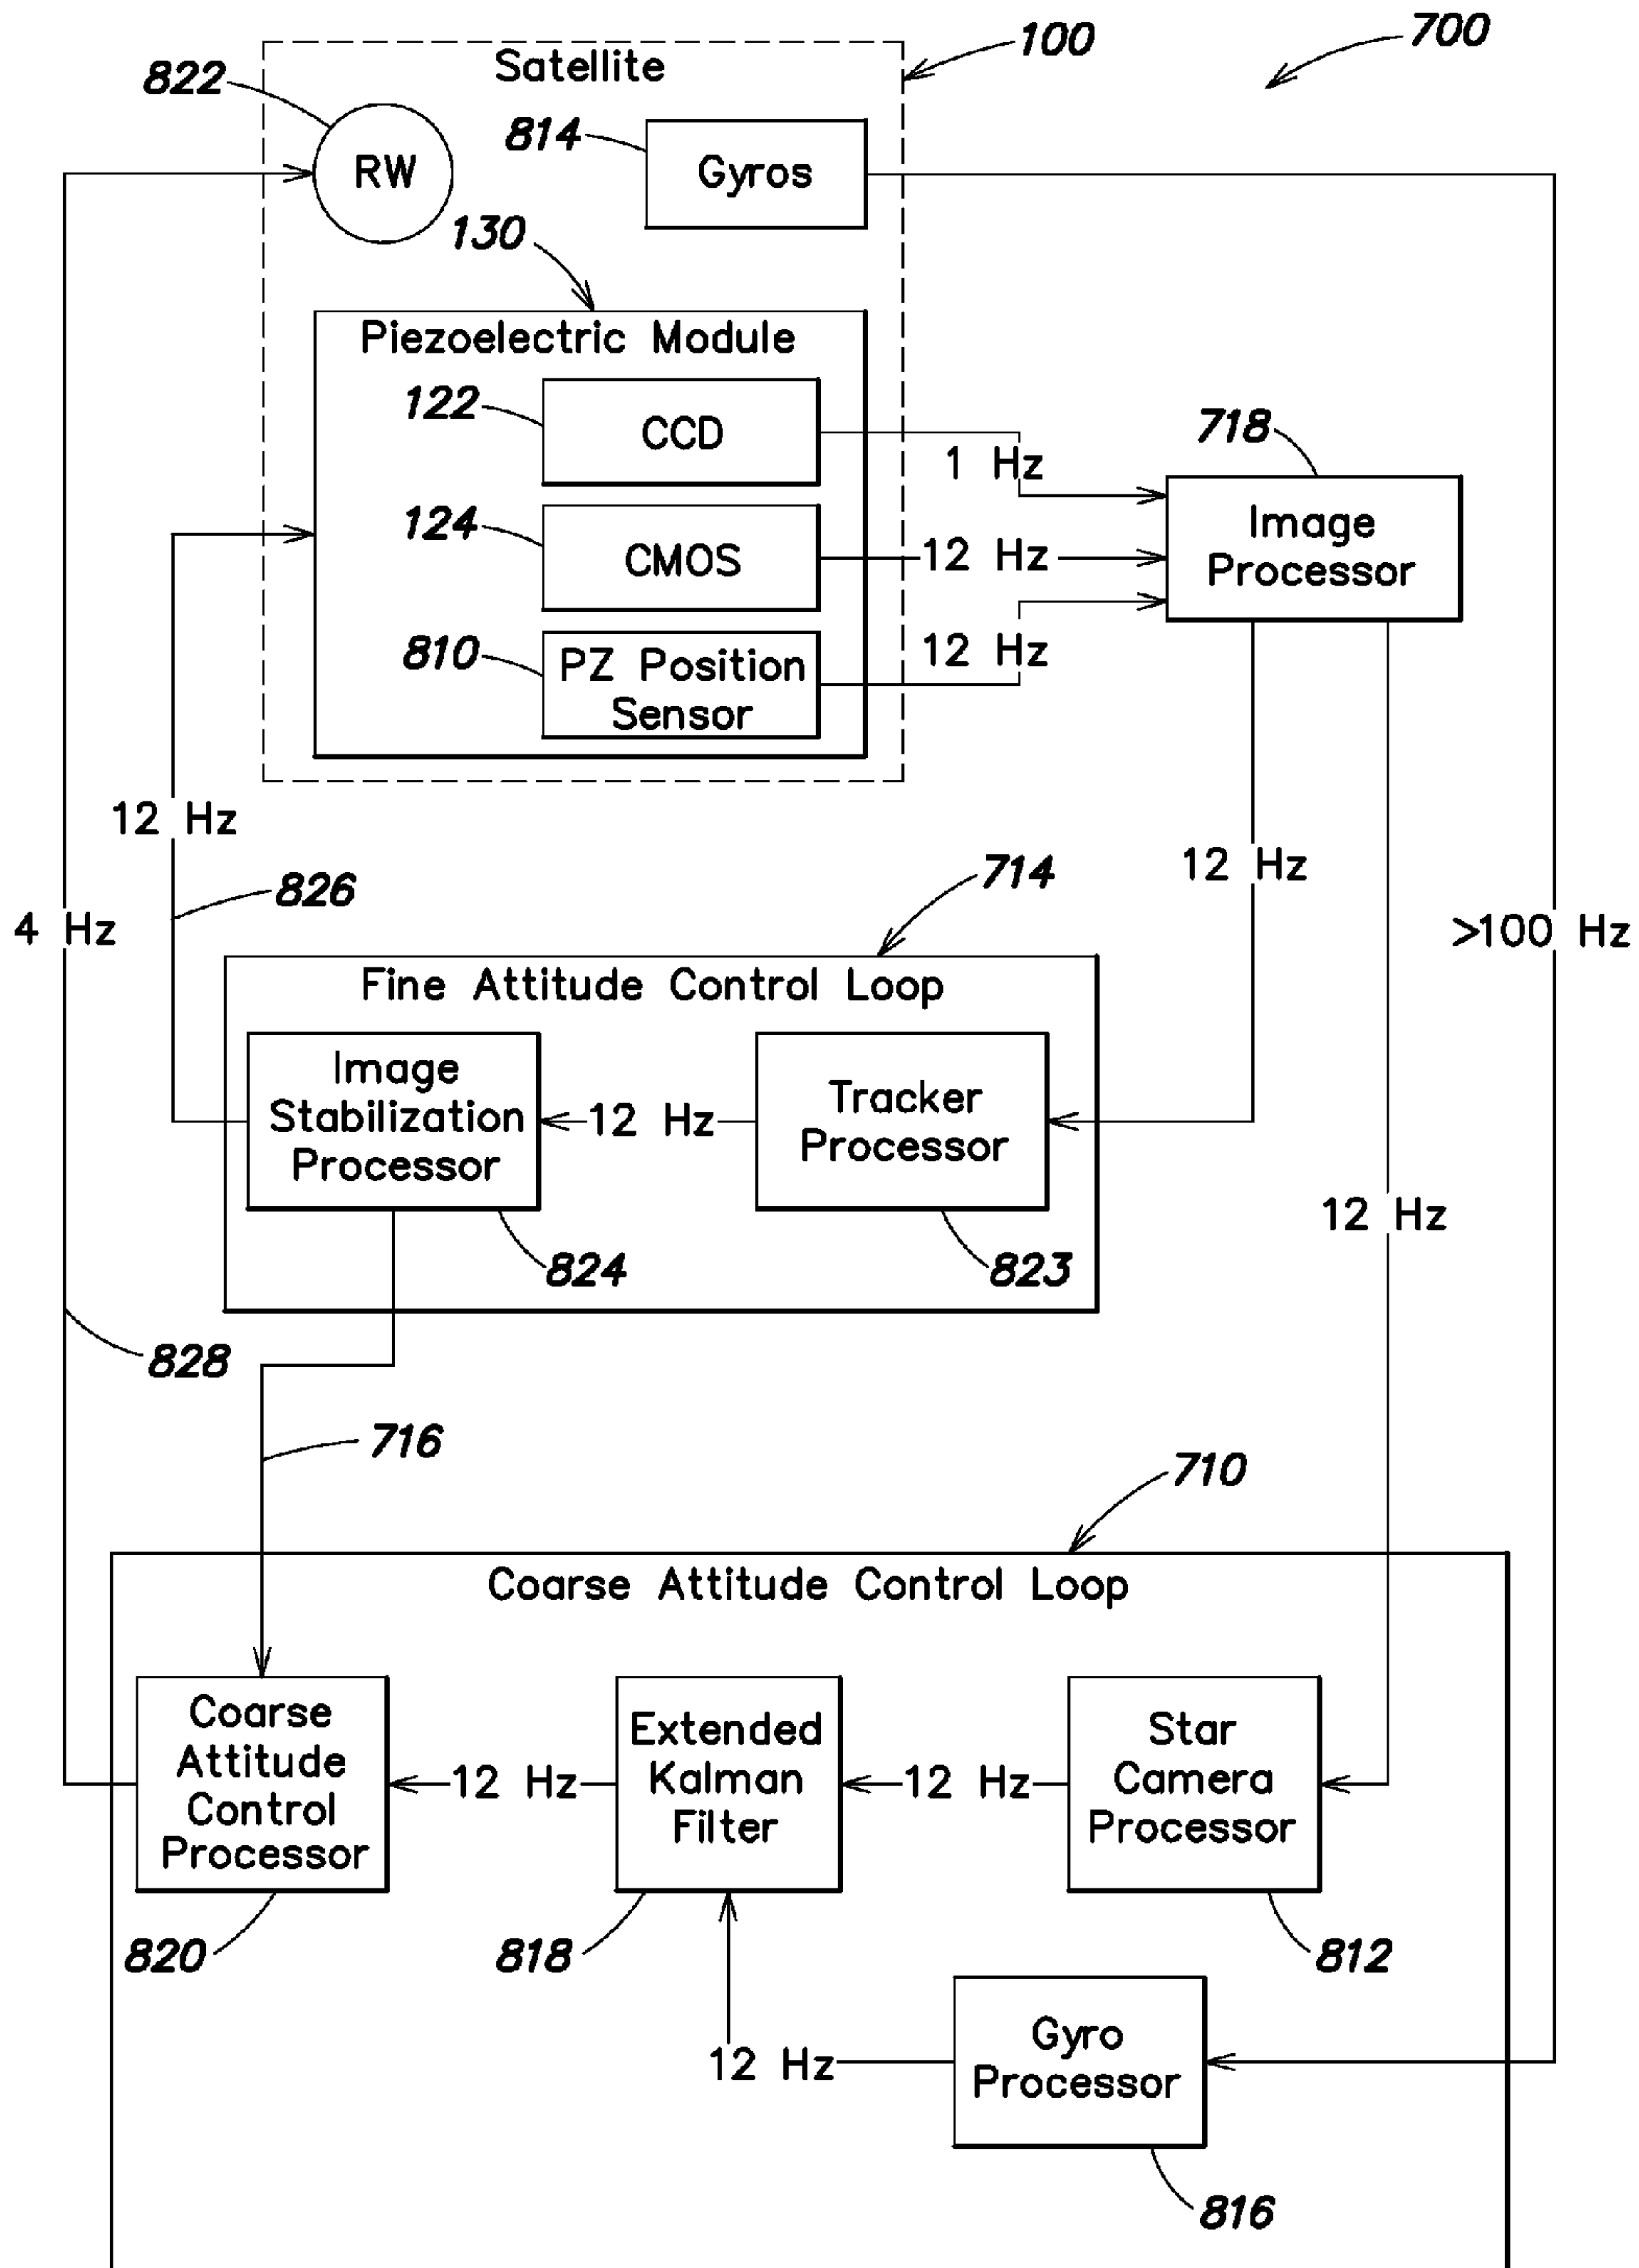 700
100
Satellite
822
RW
814
Gyros
130
Piezoelectric Module
122
CCD
1 Hz
718
Image
Processor
124
CMOS
12 Hz
810
PZ Position
Sensor
12 Hz
12 Hz
826
4 Hz
12 Hz
>100 Hz
714
Fine Attitude Control Loop
Image
Stabilization
Processor
12 Hz
Tracker
Processor
824
823
12 Hz
828
716
710
Coarse Attitude Control Loop
Coarse
Attitude
Control
Processor
12 Hz
Extended
Kalman
Filter
12 Hz
Star
Camera
Processor
820
818
812
12 Hz
Gyro
Processor
816